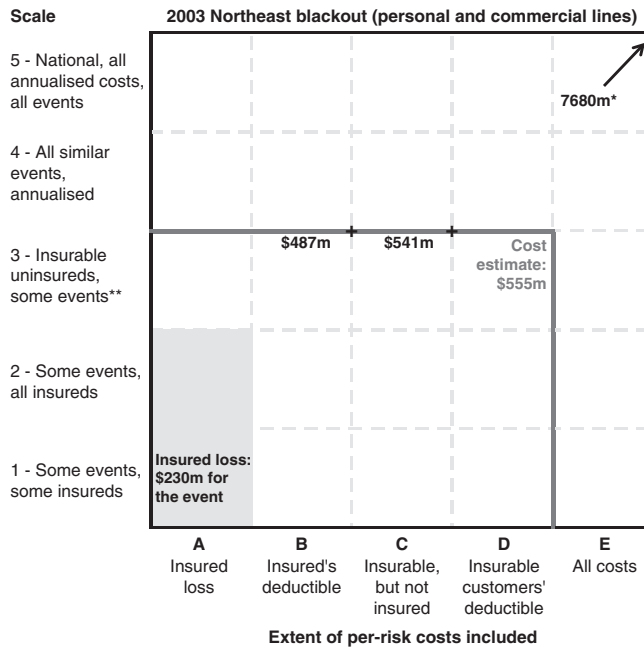 Scale
2003 Northeast blackout (personal and commercial lines)
5 - National, all
annualised costs,
all events
7680m*
4 - All similar
events,
annualised
$487m
$541m
Cost
estimate:
$555m
3 - Insurable
uninsureds,
some events**
2 - Some events,
all insureds
Insured loss:
$230m for
the event
1 - Some events,
some insureds
A
Insured
loss
B
Insured's
deductible
C
Insurable,
but not
insured
D
Insurable
customers'
deductible
E
All costs
Extent of per-risk costs included